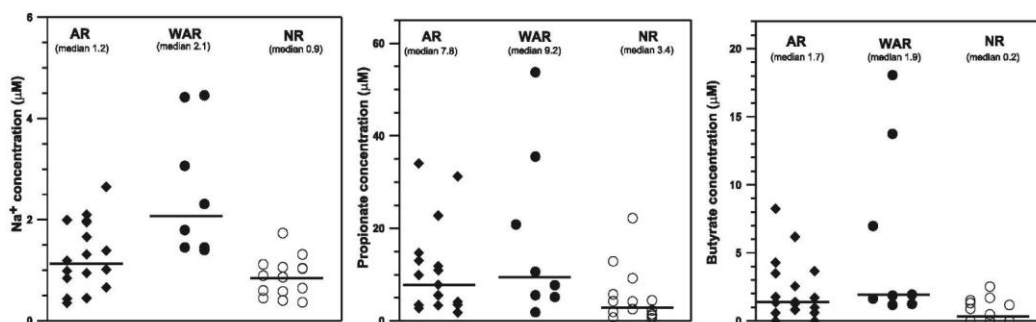 AR
(median 1.2)
WAR
(median 2.1)
NR
(median 0.9)
Na+ concentration (μM)
6
4
2
0
AR
(median 7.8)
WAR
(median 9.2)
NR
(median 3.4)
Propionate concentration (μM)
60
40
20
0
AR
(median 1.7)
WAR
(median 1.9)
NR
(median 0.2)
Butyrate concentration (μM)
20
15
10
5
0